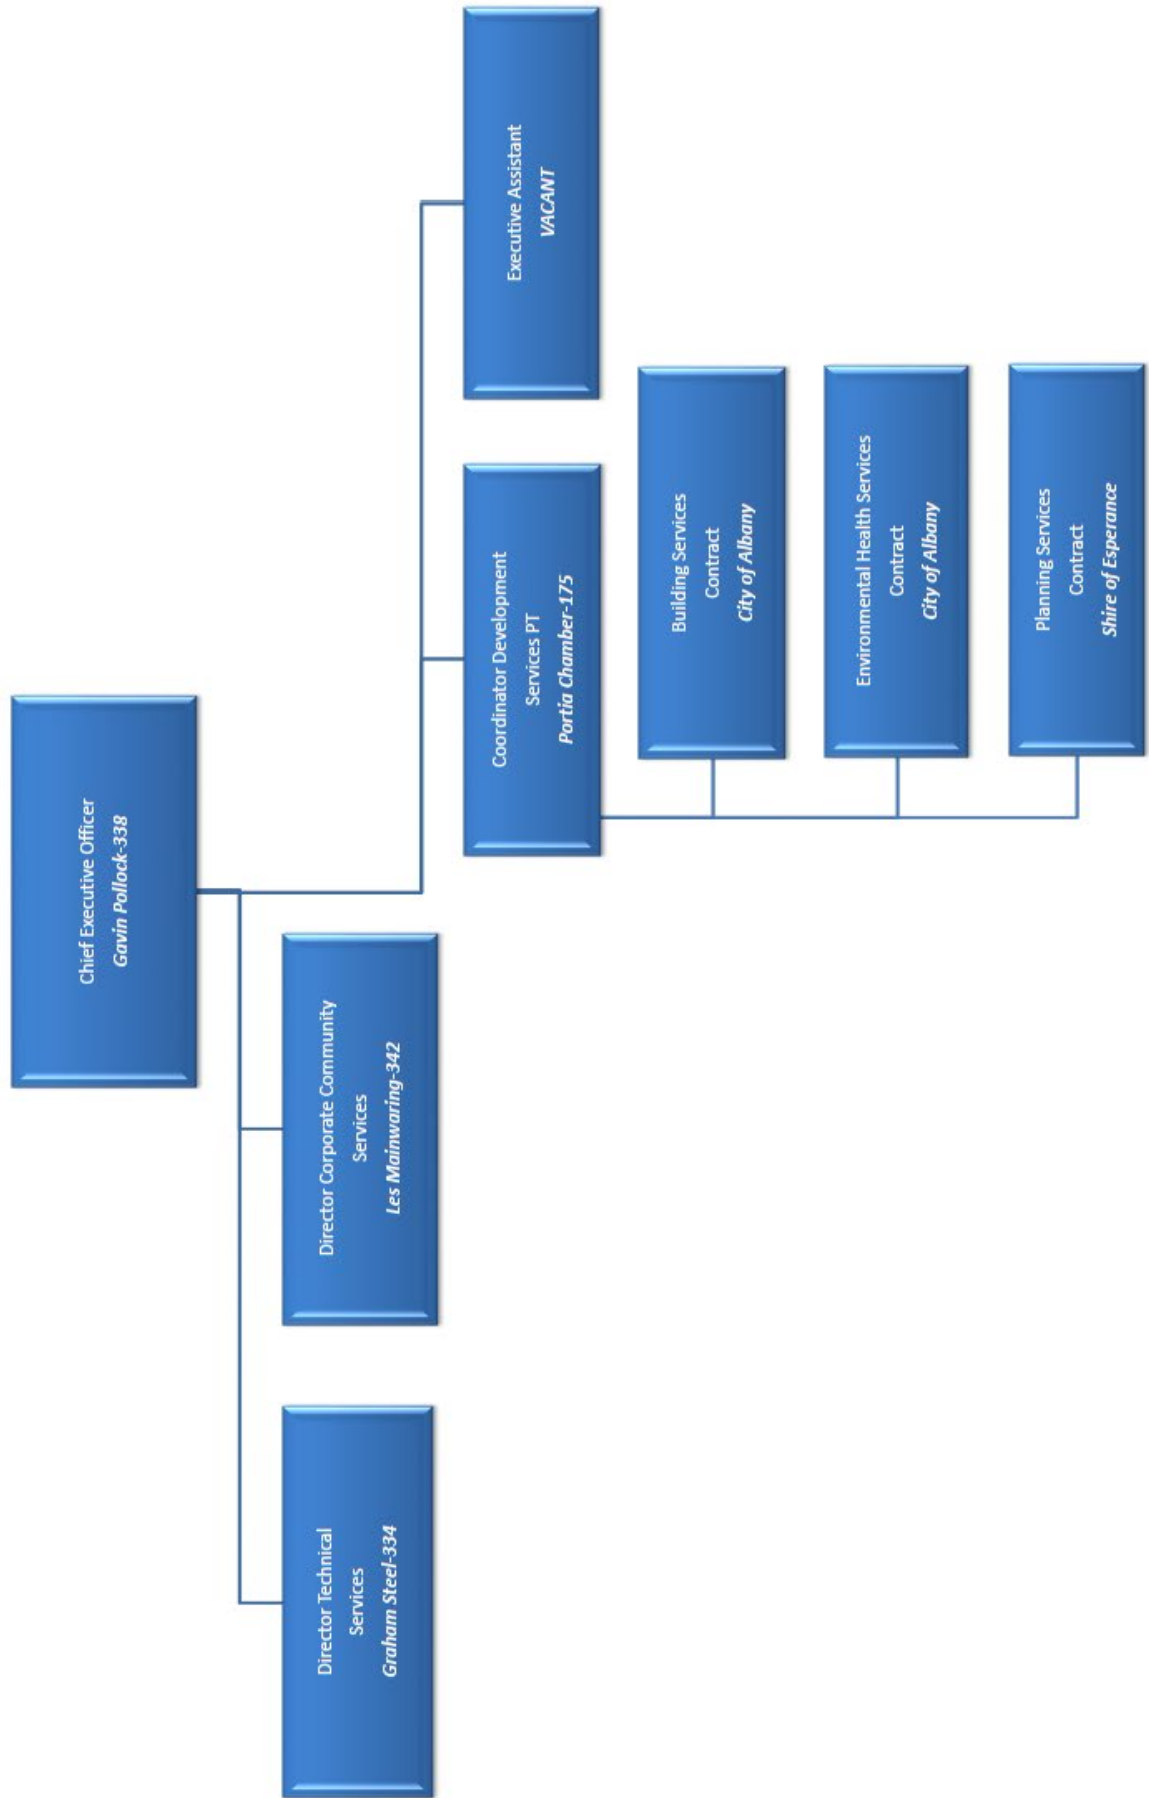 Chief Executive Officer
Gavin Pollock-338
Director Technical
Services
Graham Steel-334
Director Corporate Community
Services
Les Mainwaring-342
Coordinator Development
Services PT
Portia Chamber-175
Executive Assistant
VACANT
Building Services
Contract
City of Albany
Environmental Health Services
Contract
City of Albany
Planning Services
Contract
Shire of Esperance